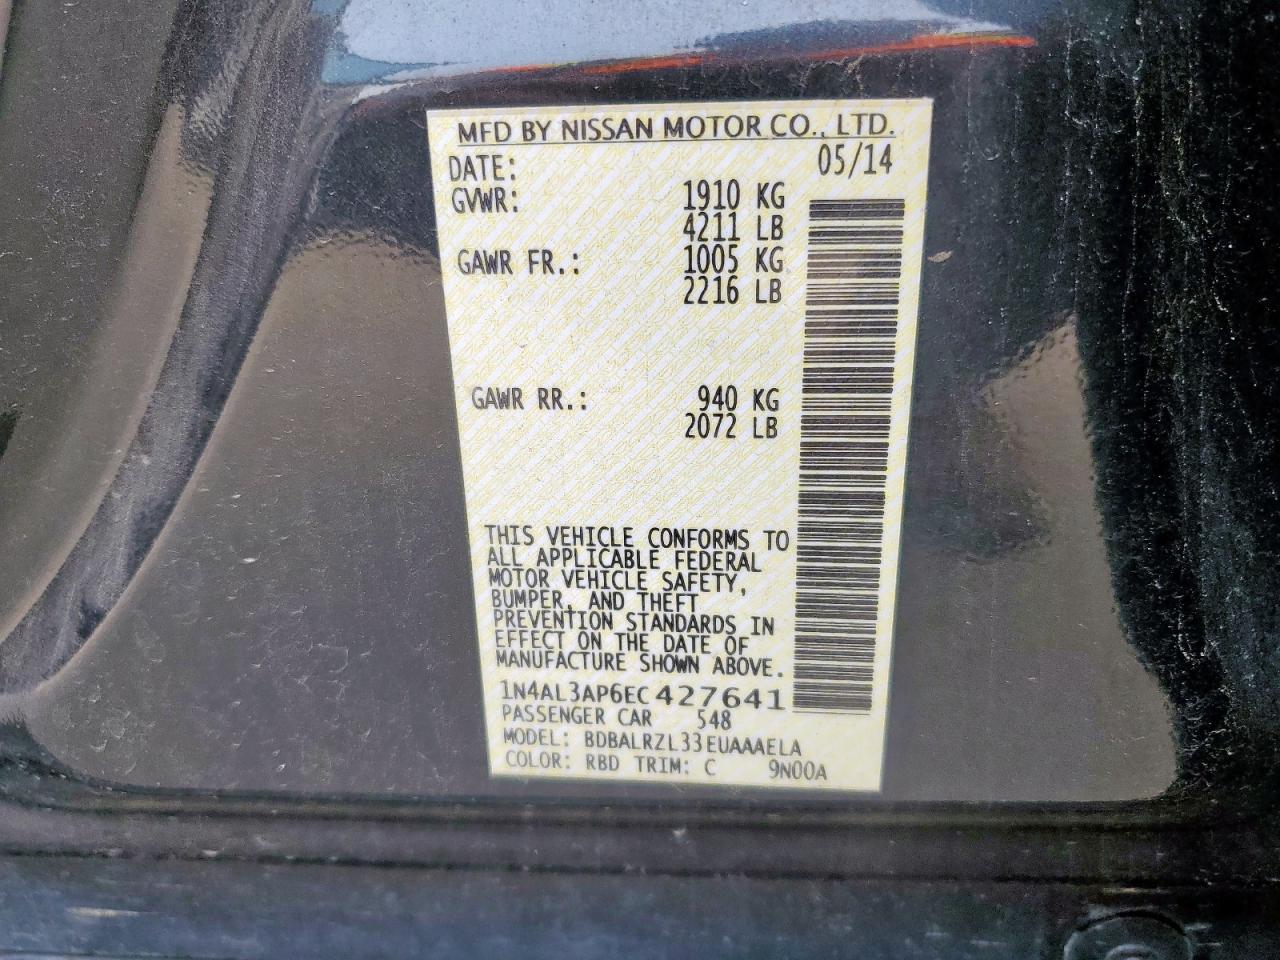 MFD BY NISSAN MOTOR CO., LTD.
DATE: 05/14
GVWR: 1910 KG
4211 LB
GAWR FR.: 1005 KG
2216 LB
GAWR RR.: 940 KG
2072 LB
THIS VEHICLE CONFORMS TO
ALL APPLICABLE FEDERAL
MOTOR VEHICLE SAFETY,
BUMPER, AND THEFT
PREVENTION STANDARDS IN
EFFECT ON THE DATE OF
MANUFACTURE SHOWN ABOVE.
1N4AL3AP6EC427641
PASSENGER CAR 548
MODEL: BDBALRZL33EUAAAELA
COLOR: RBD TRIM: C 9N00A